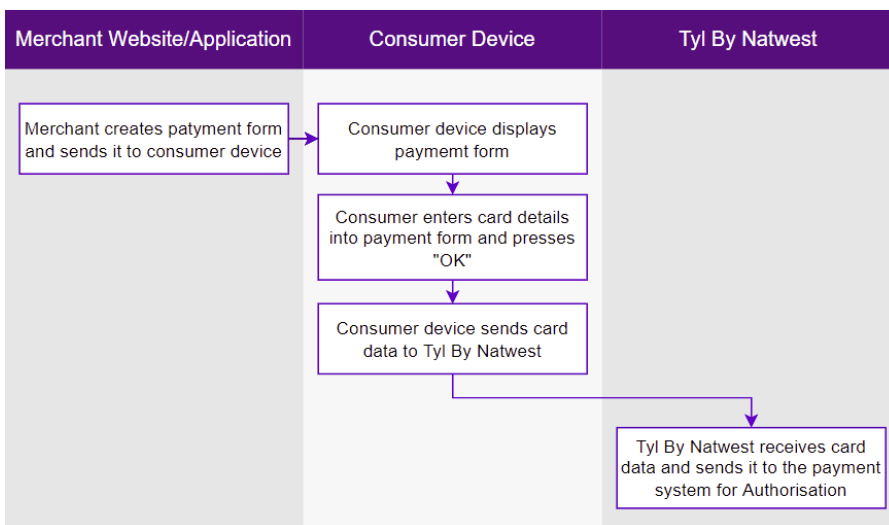 Merchant Website/Application
Consumer Device
Tyl By Natwest
Merchant creates patyment form
and sends it to consumer device
Consumer device displays
paymemt form
Consumer enters card details
into payment form and presses
"OK"
Consumer device sends card
data to Tyl By Natwest
Tyl By Natwest receives card
data and sends it to the payment
system for Authorisation